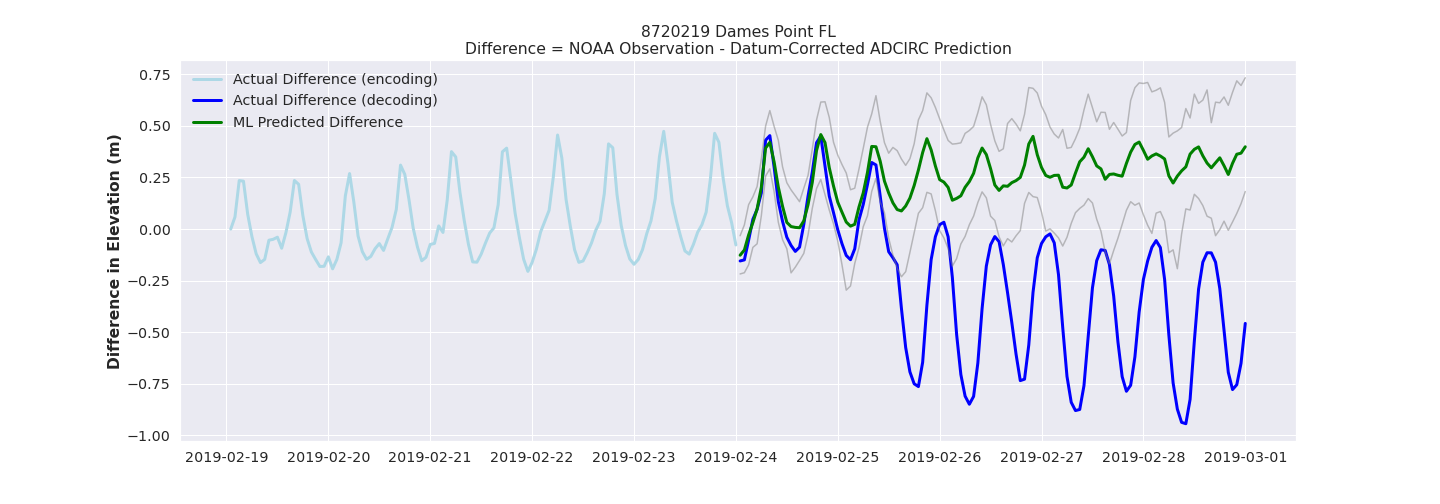 8720219 Dames Point FL
Difference = NOAA Observation - Datum-Corrected ADCIRC Prediction
Actual Difference (encoding)
Actual Difference (decoding)
ML Predicted Difference
Difference in Elevation (m)
0.75
0.50
0.25
0.00
−0.25
−0.50
−0.75
−1.00
2019-02-19 2019-02-20 2019-02-21 2019-02-22 2019-02-23 2019-02-24 2019-02-25 2019-02-26 2019-02-27 2019-02-28 2019-03-01